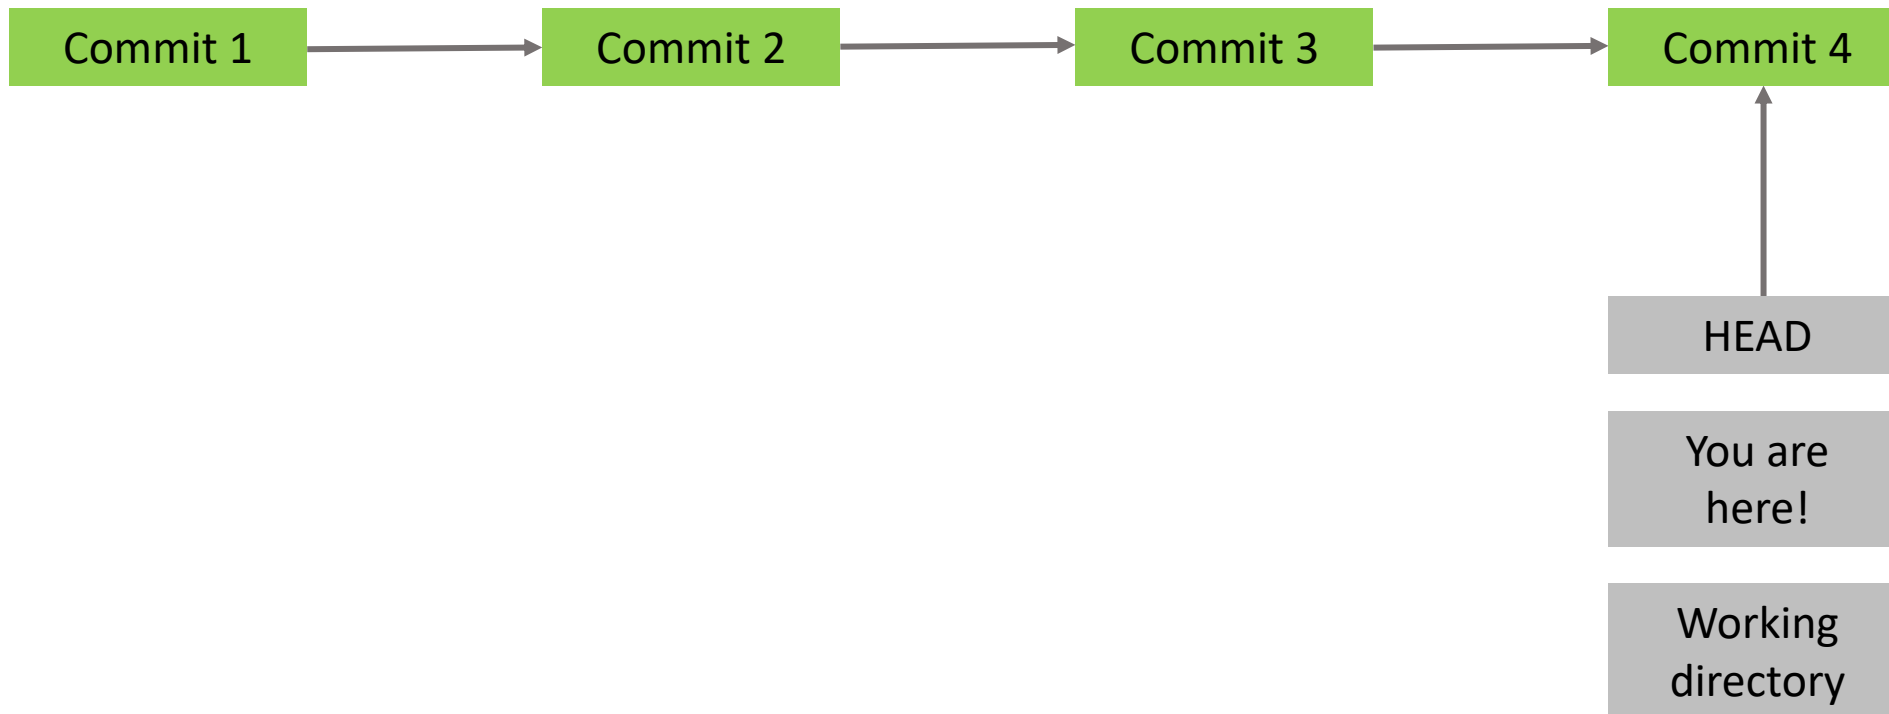 Commit 1
Commit 2
Commit 3
Commit 4
HEAD
You are
here!
Working
directory